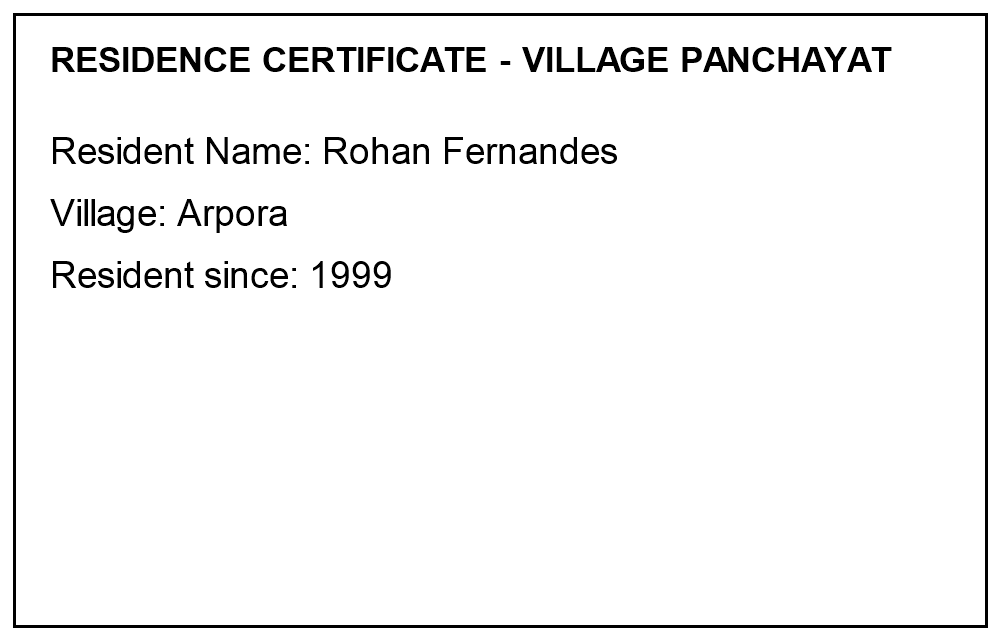 RESIDENCE CERTIFICATE - VILLAGE PANCHAYAT
Resident Name: Rohan Fernandes
Village: Arpora
Resident since: 1999